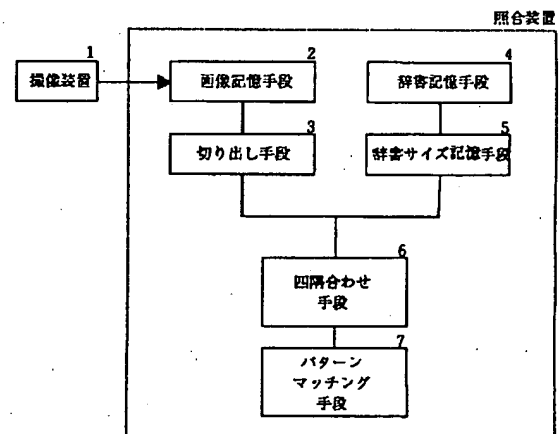 照合装置
1
撮像装置
2
画像記憶手段
4
辞書記憶手段
3
切り出し手段
5
辞書サイズ記憶手段
6
四隅合わせ
手段
7
パターン
マッチング
手段